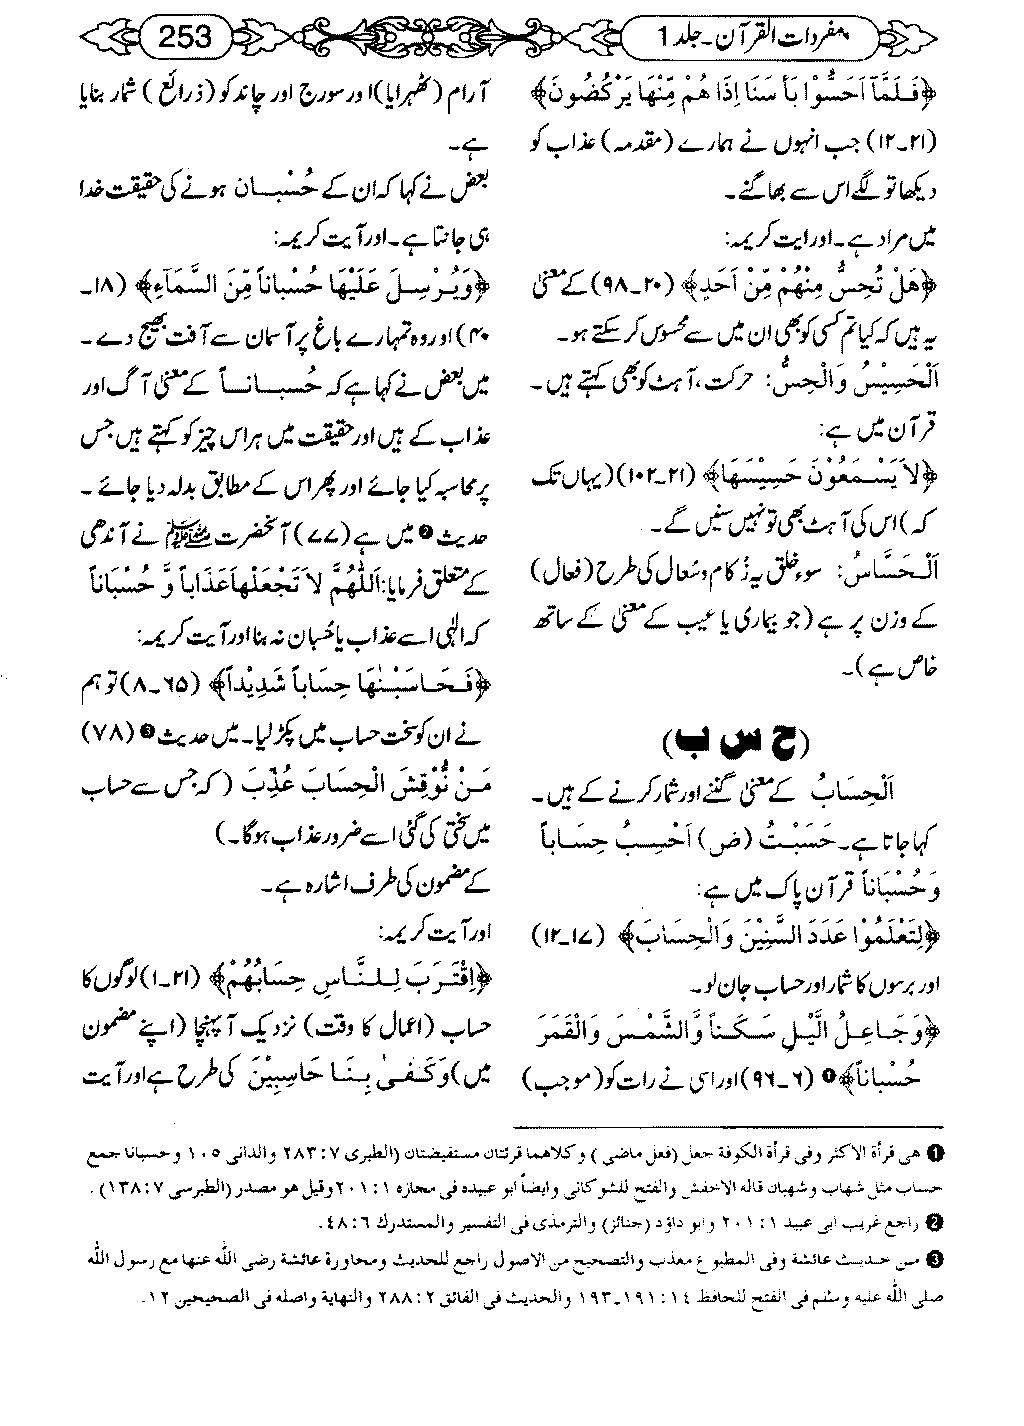 مفردات القرآن۔ جلد 1
253
﴿فَلَمَّآ اَحَسُّوْا بَأْسَنَا اِذَا هُمْ مِّنْهَا يَرْكُضُوْنَ﴾
(۲۱۔۱۲) جب انہوں نے ہمارے (مقدمہ) عذاب کو
دیکھا تو لگے اس سے بھاگنے۔
میں مراد ہے۔ اور ایت کریمہ:
﴿هَلْ تُحِسُّ مِنْهُمْ مِّنْ اَحَدٍ﴾ (۲۰۔۹۸) کے معنیٰ
یہ ہیں کہ کیا تم کسی کو بھی ان میں سے محسوس کر سکتے ہو۔
اَلْحَسِيْسُ وَالْحِسُّ: حرکت، آہٹ کو بھی کہتے ہیں۔
قرآن میں ہے:
﴿لاَ يَسْمَعُوْنَ حَسِيْسَهَا﴾ (۲۱۔۱۰۲) (یہاں تک
کہ) اس کی آہٹ بھی تو نہیں سنیں گے۔
اَلْحَسَّاسُ: سوء خلق یہ زُکام و سُعال کی طرح (فعال)
کے وزن پر ہے (جو بیماری یا عیب کے معنیٰ کے ساتھ
خاص ہے)۔
(ح س ب)
اَلْحِسَابُ کے معنیٰ گننے اور شمار کرنے کے ہیں۔
کہا جاتا ہے۔ حَسَبْتُ (ض) اَحْسِبُ حِسَاباً
وَحُسْبَاناً قرآن پاک میں ہے:
﴿لِتَعْلَمُوْا عَدَدَ السِّنِيْنَ وَالْحِسَابَ﴾ (۱۷۔۱۲)
اور برسوں کا شمار اور حساب جان لو۔
﴿وَجَاعِلُ الَّيْلِ سَكَناً وَّالشَّمْسَ وَالْقَمَرَ
حُسْبَاناً﴾❶ (۶۔۹۶) اور اسی نے رات کو (موجب)
آرام (ٹھہرایا) اور سورج اور چاند کو (ذرائع) شمار بنایا
ہے۔
بعض نے کہا کہ ان کے حُسْبان ہونے کی حقیقت خدا
ہی جانتا ہے۔ اور آیت کریمہ:
﴿وَيُرْسِلَ عَلَيْهَا حُسْبَاناً مِّنَ السَّمَآءِ﴾ (۱۸۔
۴۰) اور وہ تمہارے باغ پر آسمان سے آفت بھیج دے۔
میں بعض نے کہا ہے کہ حُسبَاناً کے معنیٰ آگ اور
عذاب کے ہیں اور حقیقت میں ہر اس چیز کو کہتے ہیں جس
پر محاسبہ کیا جائے اور پھر اس کے مطابق بدلہ دیا جائے۔
حدیث❷ میں ہے (۷۷) آنحضرت ﷺ نے آندھی
کے متعلق فرمایا: اَللّٰهُمَّ لاَ تَجْعَلْهَا عَذَاباً وَّ حُسْبَاناً
کہ الٰہی اسے عذاب یا حُسبان نہ بنا اور آیت کریمہ:
﴿فَحَاسَبْنٰهَا حِسَاباً شَدِيْداً﴾ (۶۵۔۸) تو ہم
نے ان کو سخت حساب میں پکڑ لیا۔ میں حدیث❸ (۷۸)
مَنْ نُّوْقِشَ الْحِسَابَ عُذِّبَ (کہ جس سے حساب
میں سختی کی گئی اسے ضرور عذاب ہوگا۔)
کے مضمون کی طرف اشارہ ہے۔
اور آیت کریمہ:
﴿اِقْتَرَبَ لِلنَّاسِ حِسَابُهُمْ﴾ (۲۱۔۱) لوگوں کا
حساب (اعمال کا وقت) نزدیک آ پہنچا (اپنے مضمون
میں) وَكَفىٰ بِنَا حَاسِبِيْنَ کی طرح ہے اور آیت
❶ هى قرأة الاكثر وفى قرأة الكوفة جعل (فعل ماضى) وكلاهما قرئتان مستفيضتان (الطبرى ۷:۲۸۳ والدانى ۱۰۵ وحسبانا جمع
حساب مثل شهاب وشهبان قاله الاخفش والفتح للشوكانى وايضاً ابو عبيده فى مجازه ۱:۲۰۱ وقيل هو مصدر (الطبرسى ۷:۱۳۸).
❷ راجع غريب ابى عبيد ۱:۲۰۱ وابو داؤد (جنائز) والترمذى فى التفسير والمستدرك ۶:۴۸.
❸ من حديث عائشة وفى المطبوع معذب والتصحيح من الاصول راجع للحديث ومحاورة عائشة رضى الله عنها مع رسول الله
صلى الله عليه وسلم فى الفتح للحافظ ۱۴:۱۹۱۔۱۹۳ والحديث فى الفائق ۲:۲۸۸ والنهاية واصله فى الصحيحين ۱۲.